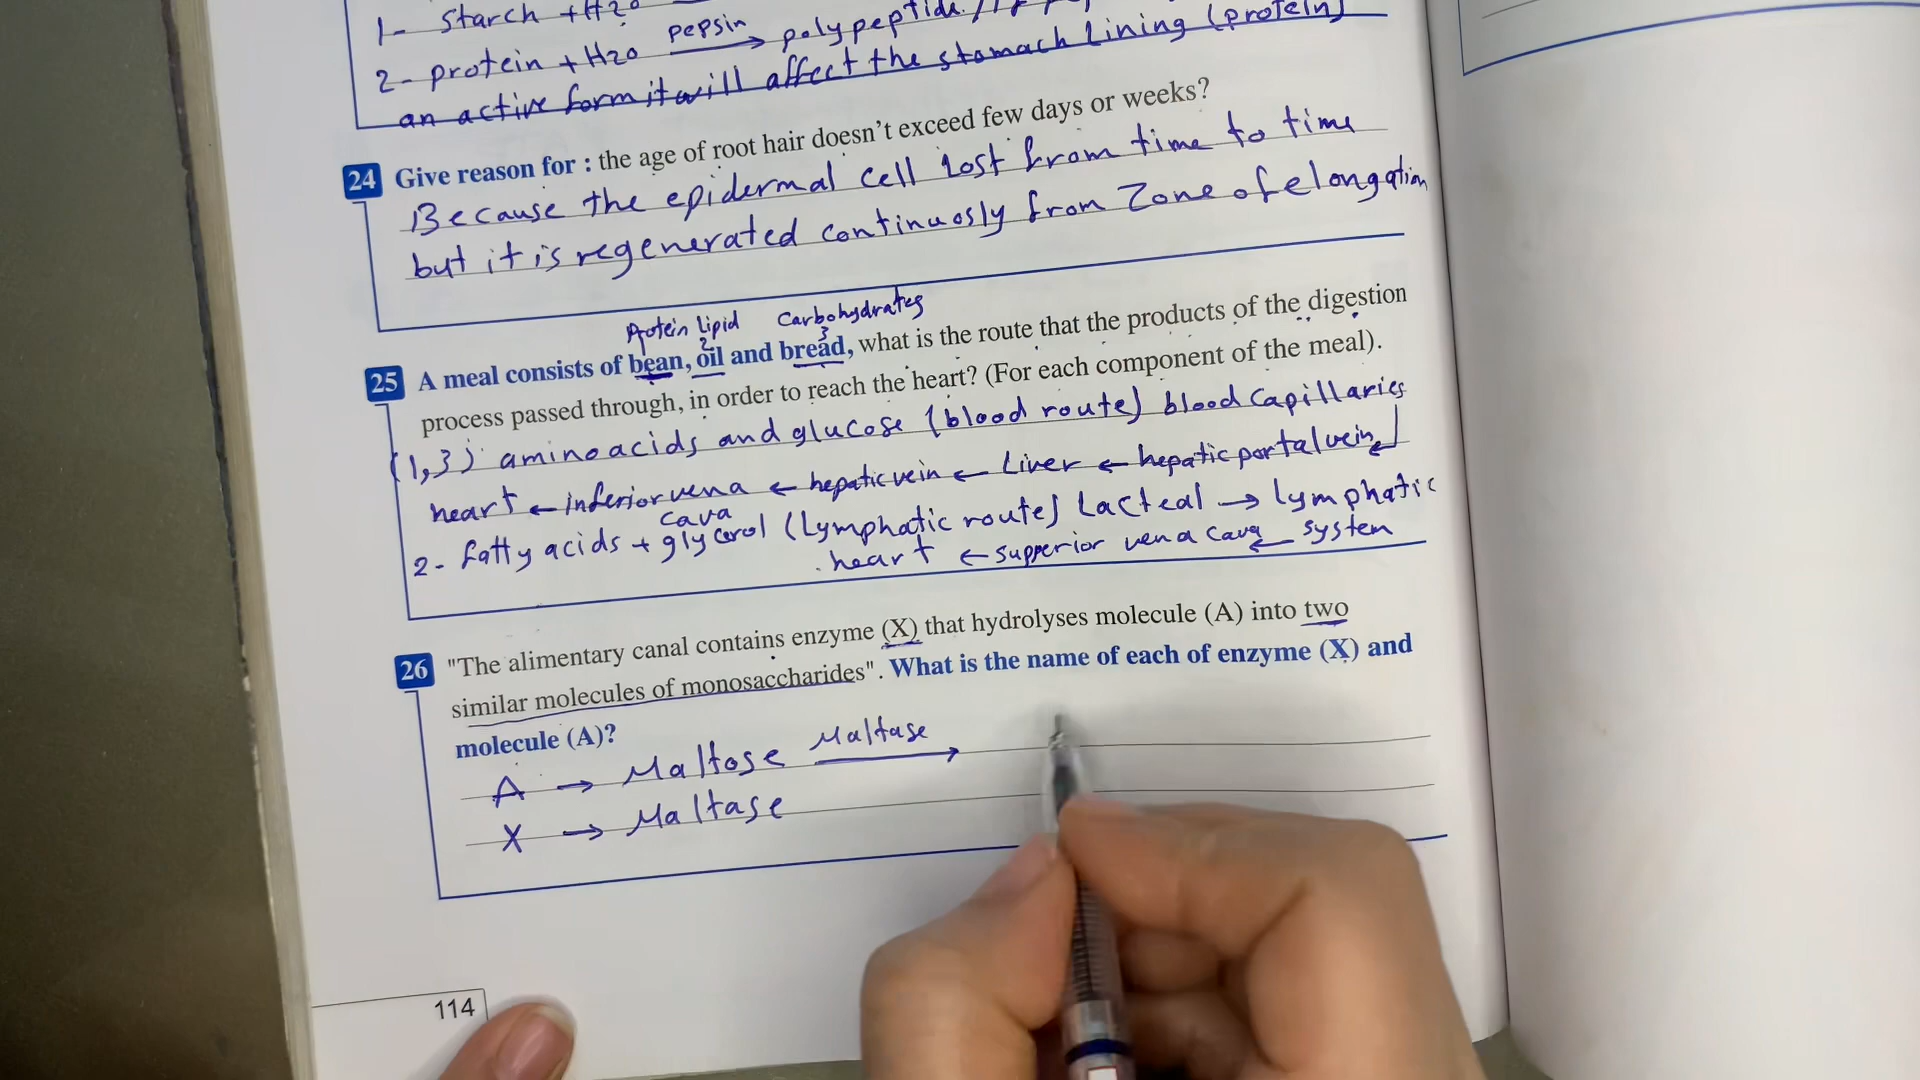 1- starch + H2o
2- protein + H2o pepsin → polypeptide
an active form it will affect the stomach lining (protein)
24 Give reason for : the age of root hair doesn't exceed few days or weeks?
Because the epidermal cell Lost from time to time
but it is regenerated continuosly from Zone of elongation
Protein Lipid Carbohydrates
1 2 3
25 A meal consists of bean, oil and bread, what is the route that the products of the digestion
process passed through, in order to reach the heart? (For each component of the meal).
(1,3) amino acids and glucose (blood route) blood Capillaries
heart ← inferior vena cava ← hepatic vein ← Liver ← hepatic portal vein ↲
2- fatty acids + glycerol (Lymphatic route) Lacteal → lymphatic
heart ← supperior vena cava ← system
26 "The alimentary canal contains enzyme (X) that hydrolyses molecule (A) into two
similar molecules of monosaccharides". What is the name of each of enzyme (X) and
molecule (A)?
A → Maltose Maltase →
X → Maltase
114